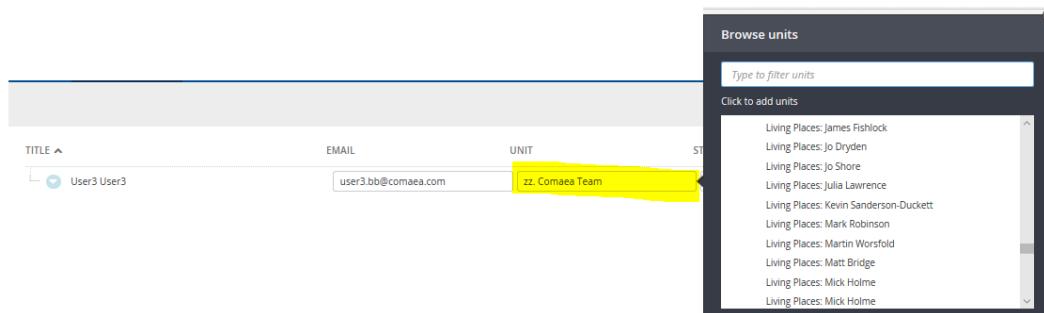 Browse units
Type to filter units
Click to add units
Living Places: James Fishlock
Living Places: Jo Dryden
Living Places: Jo Shore
Living Places: Julia Lawrence
Living Places: Kevin Sanderson-Duckett
Living Places: Mark Robinson
Living Places: Martin Worsfold
Living Places: Matt Bridge
Living Places: Mick Holme
Living Places: Mick Holme
TITLE EMAIL UNIT ST
User3 User3 user3.bb@comaea.com zz. Comaea Team